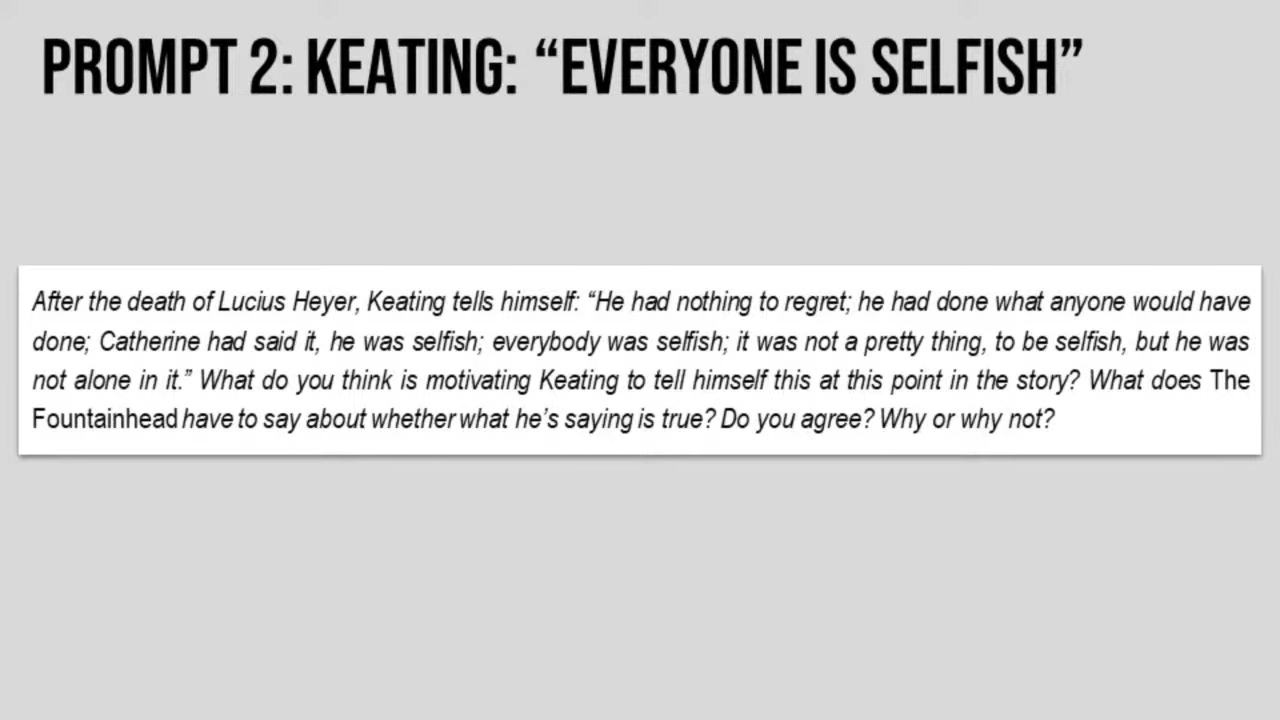 PROMPT 2: KEATING: “EVERYONE IS SELFISH”
After the death of Lucius Heyer, Keating tells himself: “He had nothing to regret; he had done what anyone would have
done; Catherine had said it, he was selfish; everybody was selfish; it was not a pretty thing, to be selfish, but he was
not alone in it.” What do you think is motivating Keating to tell himself this at this point in the story? What does The
Fountainhead have to say about whether what he’s saying is true? Do you agree? Why or why not?